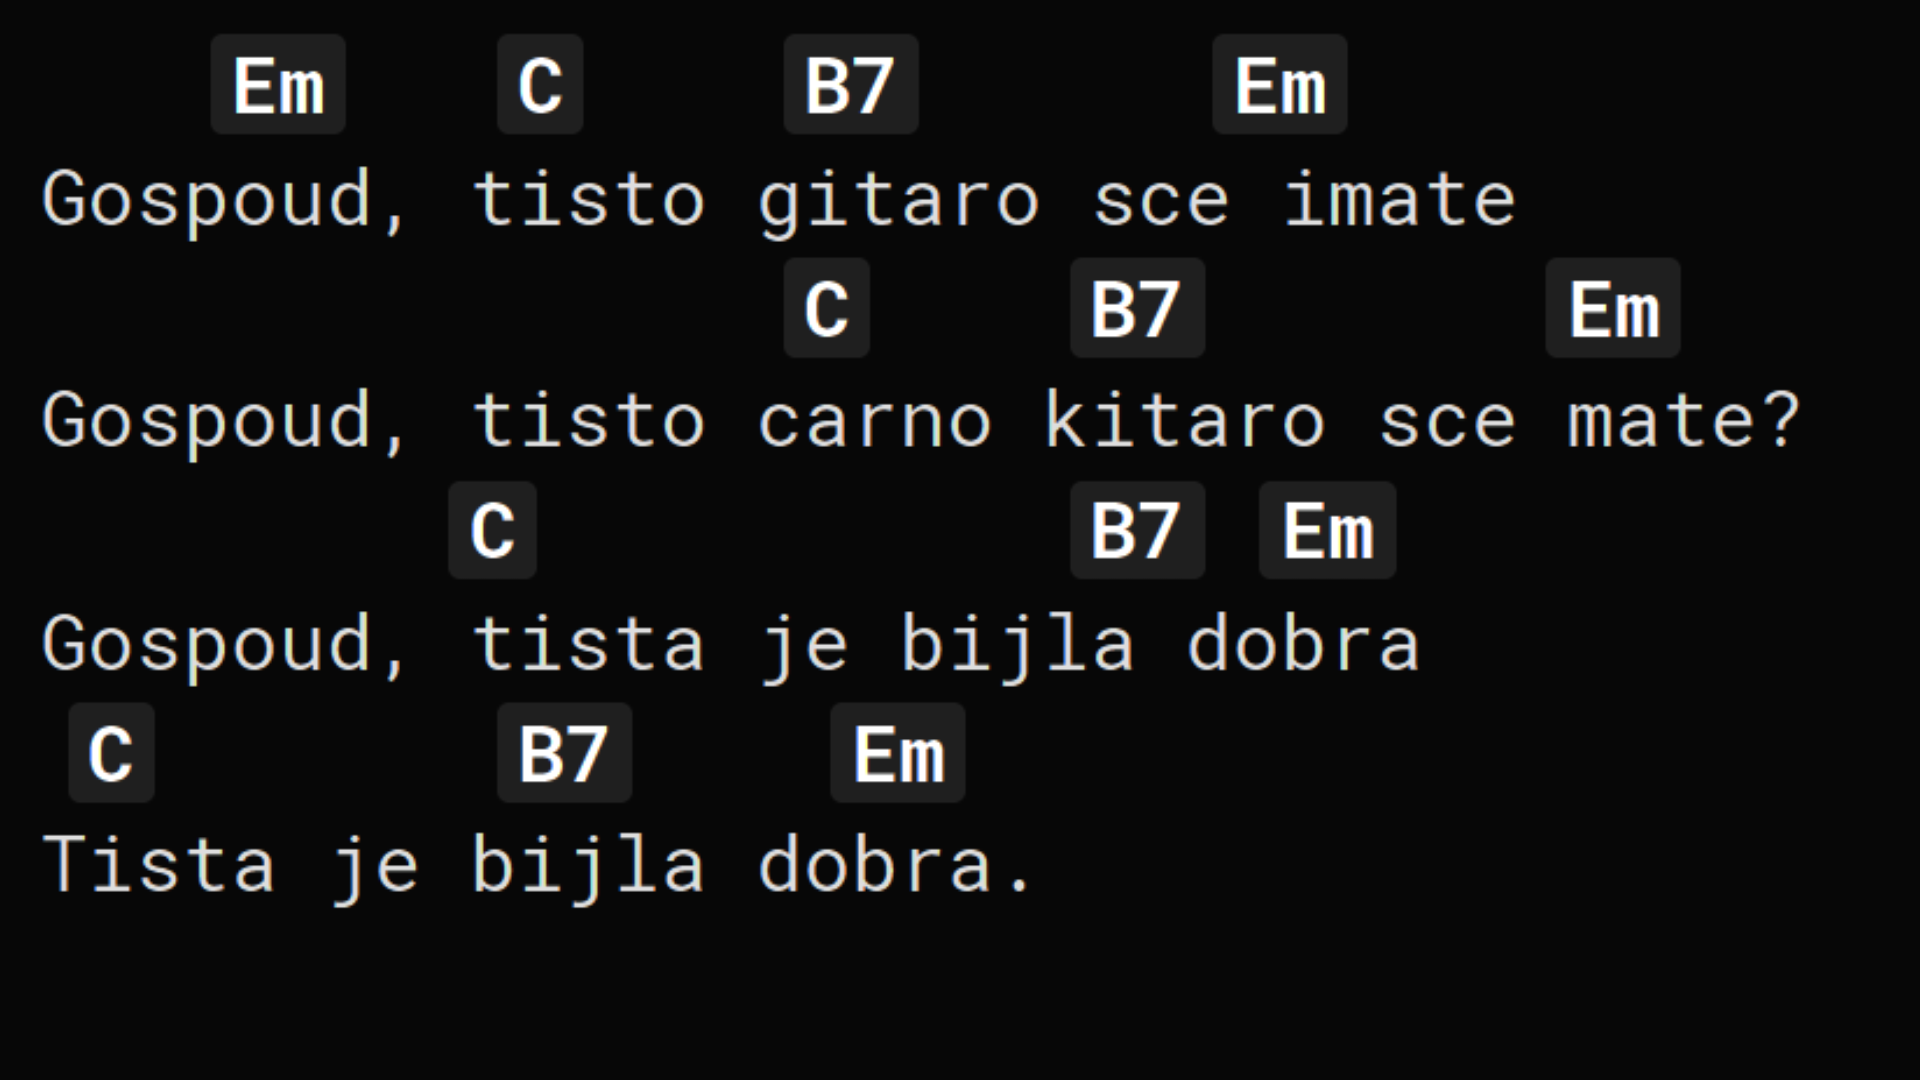 Em C B7 Em
Gospoud, tisto gitaro sce imate
C B7 Em
Gospoud, tisto carno kitaro sce mate?
C B7 Em
Gospoud, tista je bijla dobra
C B7 Em
Tista je bijla dobra.